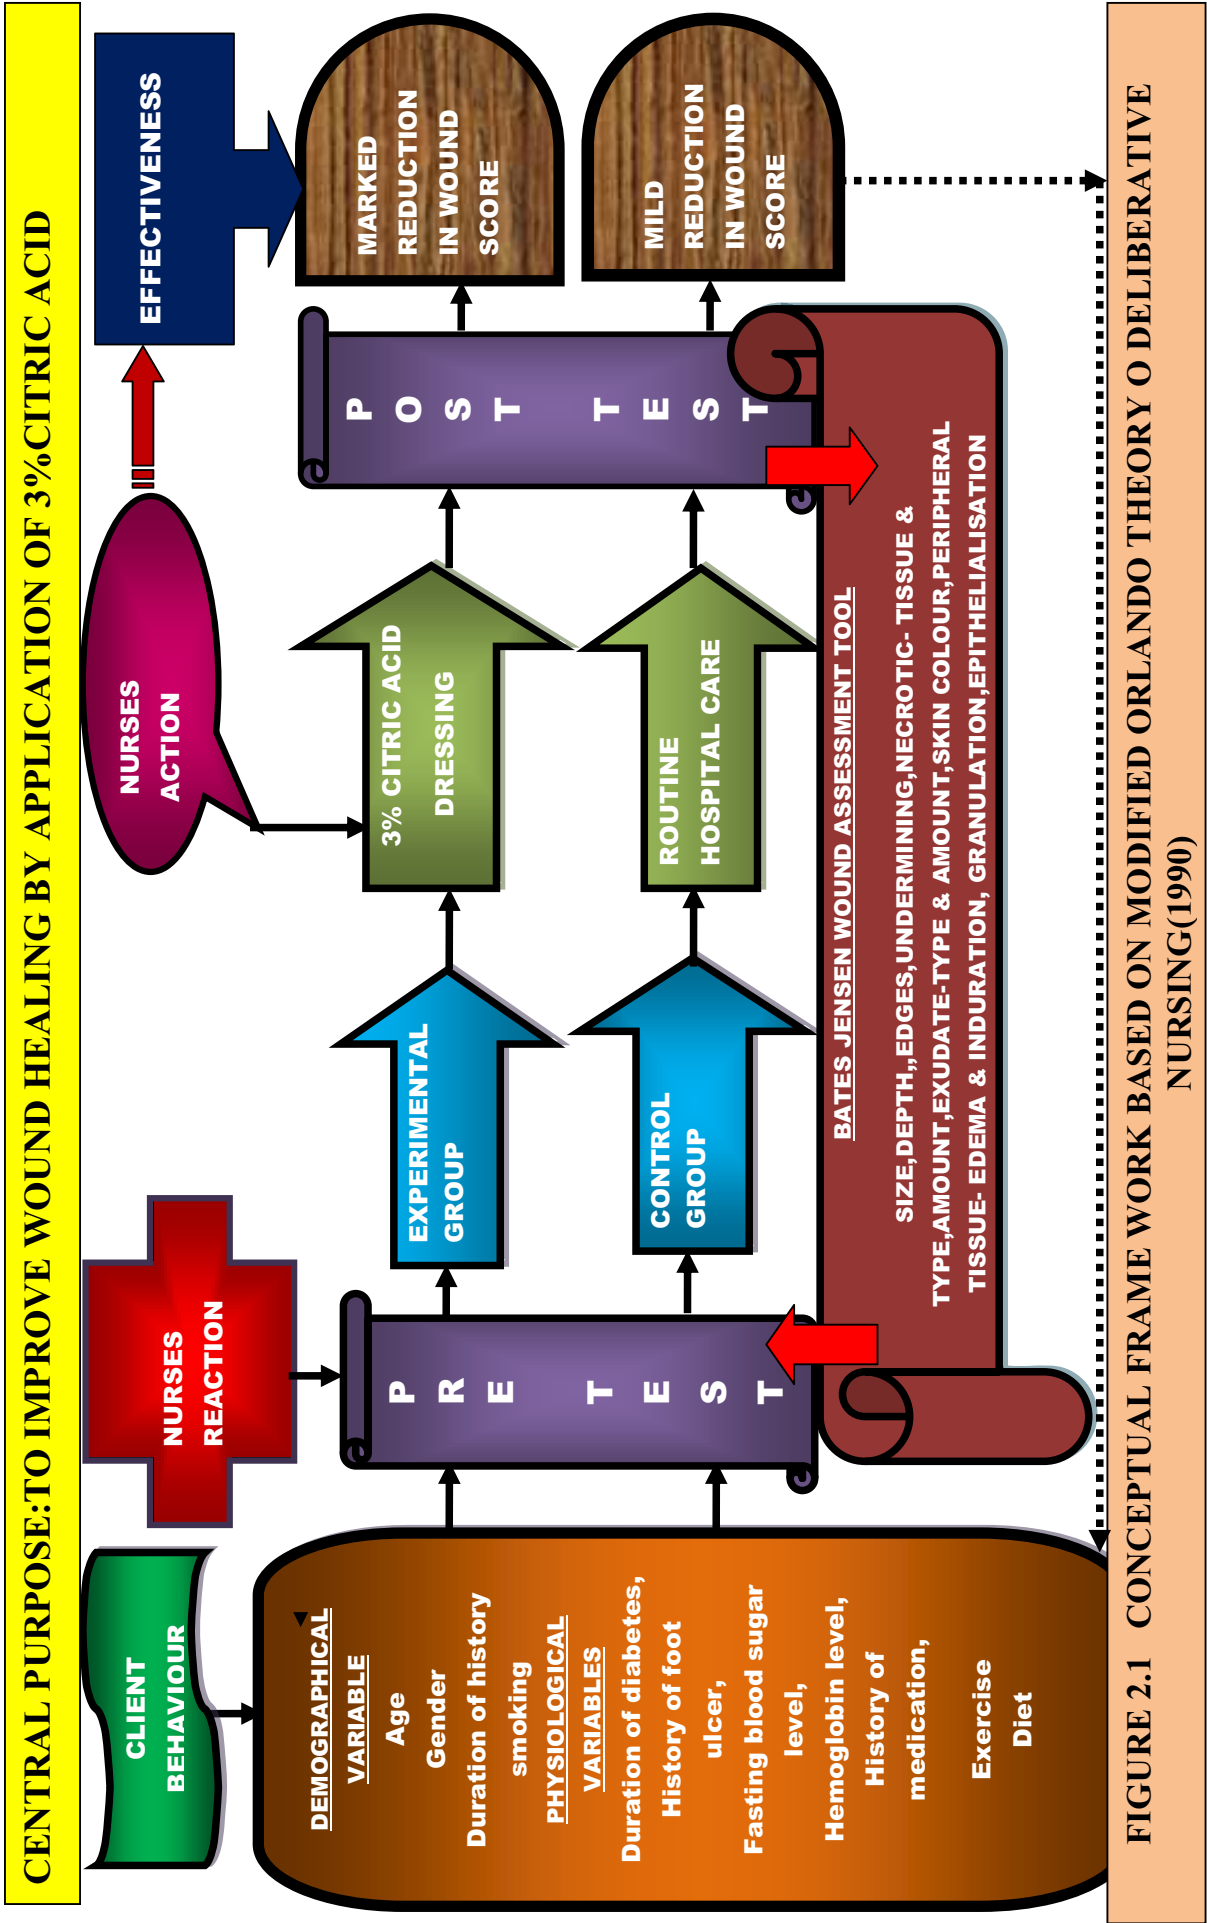 CENTRAL PURPOSE:TO IMPROVE WOUND HEALING BY APPLICATION OF 3%CITRIC ACID
CLIENT
BEHAVIOUR
NURSES
REACTION
NURSES
ACTION
EFFECTIVENESS
DEMOGRAPHICAL
VARIABLE
Age
Gender
Duration of history
smoking
PHYSIOLOGICAL
VARIABLES
Duration of diabetes,
History of foot
ulcer,
Fasting blood sugar
level,
Hemoglobin level,
History of
medication,
Exercise
Diet
P
R
E
T
E
S
T
EXPERIMENTAL
GROUP
CONTROL
GROUP
3% CITRIC ACID
DRESSING
ROUTINE
HOSPITAL CARE
P
O
S
T
T
E
S
T
MARKED
REDUCTION
IN WOUND
SCORE
MILD
REDUCTION
IN WOUND
SCORE
BATES JENSEN WOUND ASSESSMENT TOOL
SIZE,DEPTH,,EDGES,UNDERMINING,NECROTIC- TISSUE &
TYPE,AMOUNT,EXUDATE-TYPE & AMOUNT,SKIN COLOUR,PERIPHERAL
TISSUE- EDEMA & INDURATION, GRANULATION,EPITHELIALISATION
FIGURE 2.1 CONCEPTUAL FRAME WORK BASED ON MODIFIED ORLANDO THEORY O DELIBERATIVE
NURSING(1990)